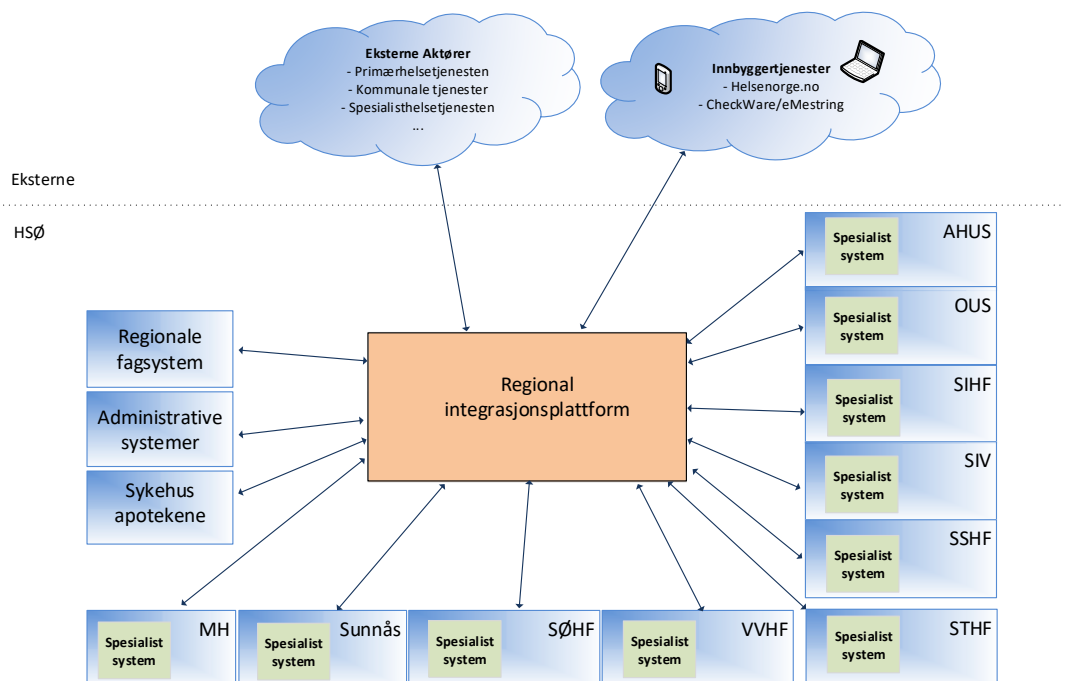 Eksterne Aktører
- Primærhelsetjenesten
- Kommunale tjenester
- Spesialisthelsetjenesten
...
Innbyggertjenester
- Helsenorge.no
- CheckWare/eMestring
Eksterne
HSØ
Regionale
fagsystem
Administrative
systemer
Sykehus
apotekene
Regional
integrasjonsplattform
Spesialist
system
AHUS
Spesialist
system
OUS
Spesialist
system
SIHF
Spesialist
system
SIV
Spesialist
system
SSHF
Spesialist
system
MH
Spesialist
system
Sunnås
Spesialist
system
SØHF
Spesialist
system
VVHF
Spesialist
system
STHF